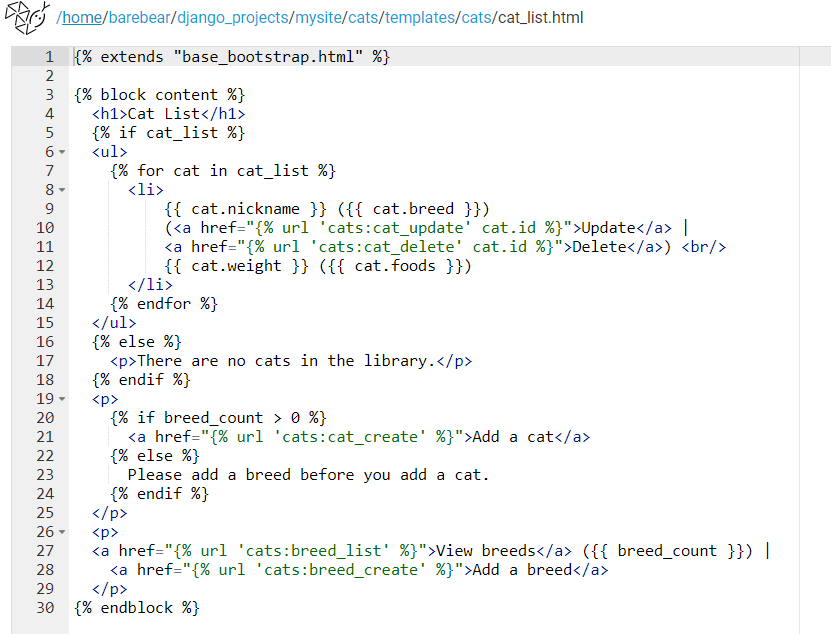 /home/barebear/django_projects/mysite/cats/templates/cats/cat_list.html
1 {% extends "base_bootstrap.html" %}
2
3 {% block content %}
4   <h1>Cat List</h1>
5   {% if cat_list %}
6   <ul>
7     {% for cat in cat_list %}
8       <li>
9           {{ cat.nickname }} ({{ cat.breed }})
10           (<a href="{% url 'cats:cat_update' cat.id %}">Update</a> |
11           <a href="{% url 'cats:cat_delete' cat.id %}">Delete</a>) <br/>
12           {{ cat.weight }} ({{ cat.foods }})
13       </li>
14     {% endfor %}
15   </ul>
16   {% else %}
17     <p>There are no cats in the library.</p>
18   {% endif %}
19   <p>
20     {% if breed_count > 0 %}
21       <a href="{% url 'cats:cat_create' %}">Add a cat</a>
22     {% else %}
23       Please add a breed before you add a cat.
24     {% endif %}
25   </p>
26   <p>
27   <a href="{% url 'cats:breed_list' %}">View breeds</a> ({{ breed_count }}) |
28     <a href="{% url 'cats:breed_create' %}">Add a breed</a>
29   </p>
30 {% endblock %}